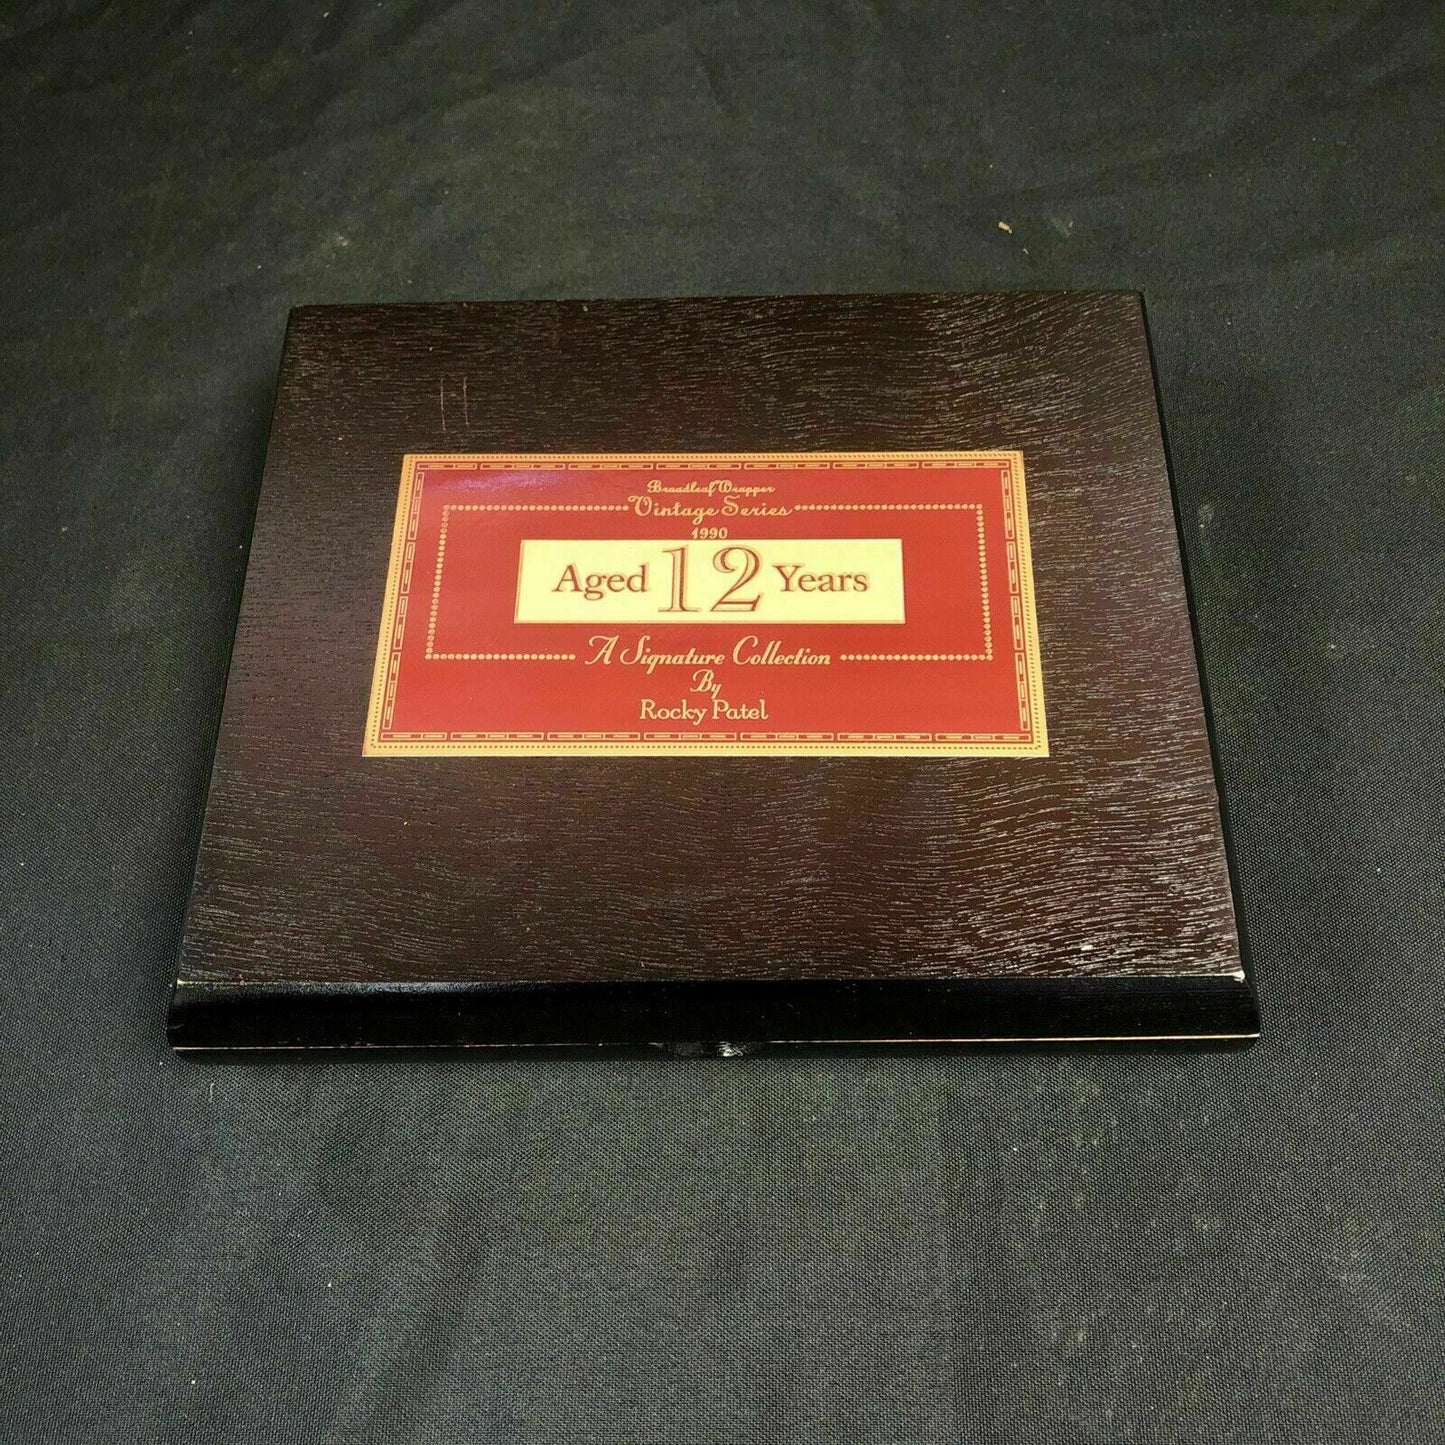 Broadleaf Wrapper
Vintage Series
1990
Aged 12 Years
A Signature Collection
By
Rocky Patel